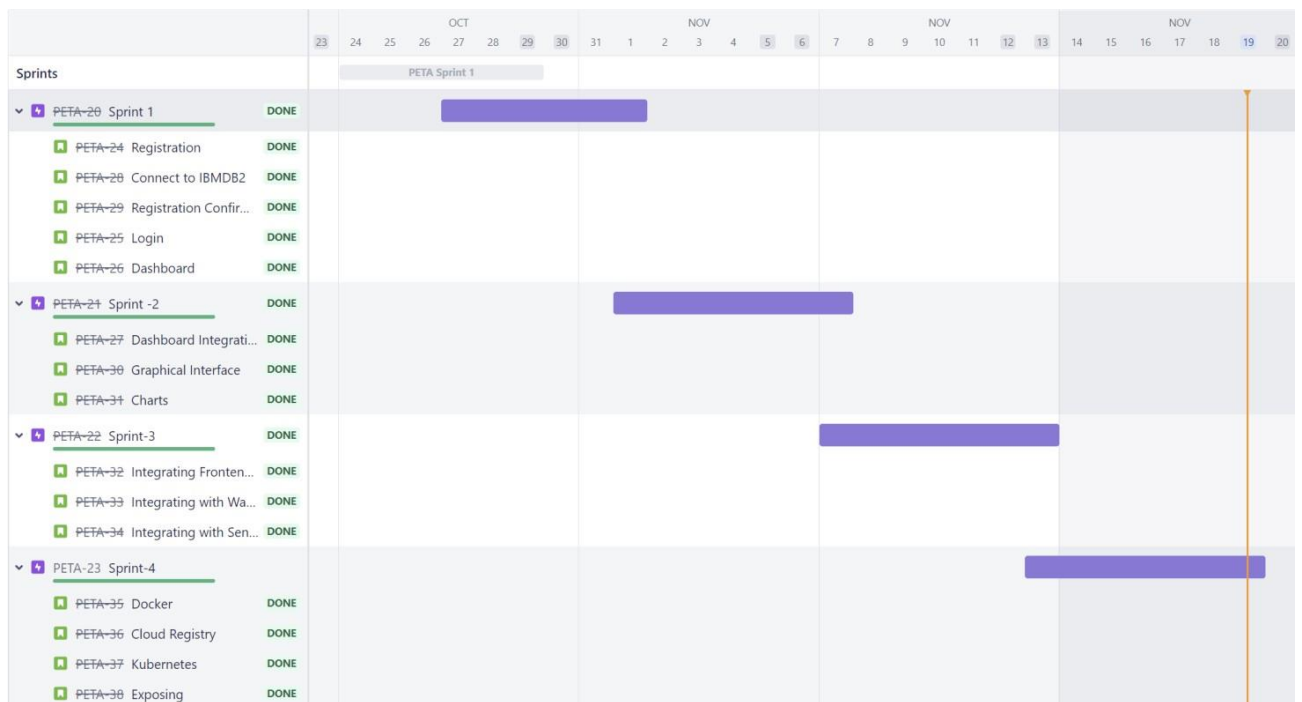 OCT NOV NOV NOV
23 24 25 26 27 28 29 30 31 1 2 3 4 5 6 7 8 9 10 11 12 13 14 15 16 17 18 19 20
Sprints PETA Sprint 1
PETA-20 Sprint 1 DONE
PETA-24 Registration DONE
PETA-28 Connect to IBMDB2 DONE
PETA-29 Registration Confir... DONE
PETA-25 Login DONE
PETA-26 Dashboard DONE
PETA-21 Sprint -2 DONE
PETA-27 Dashboard Integrati... DONE
PETA-30 Graphical Interface DONE
PETA-31 Charts DONE
PETA-22 Sprint-3 DONE
PETA-32 Integrating Fronten... DONE
PETA-33 Integrating with Wa... DONE
PETA-34 Integrating with Sen... DONE
PETA-23 Sprint-4
PETA-35 Docker DONE
PETA-36 Cloud Registry DONE
PETA-37 Kubernetes DONE
PETA-38 Exposing DONE